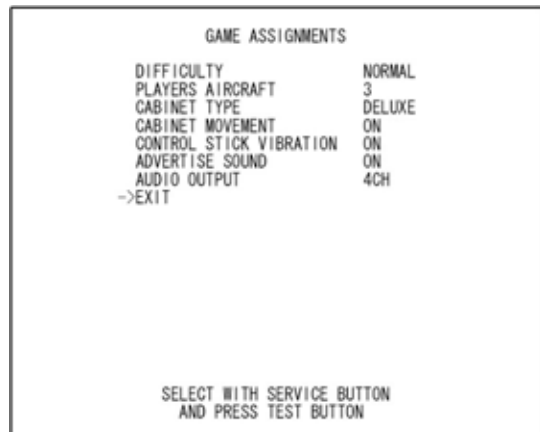 GAME ASSIGNMENTS
DIFFICULTY NORMAL
PLAYERS AIRCRAFT 3
CABINET TYPE DELUXE
CABINET MOVEMENT ON
CONTROL STICK VIBRATION ON
ADVERTISE SOUND ON
AUDIO OUTPUT 4CH
->EXIT
SELECT WITH SERVICE BUTTON
AND PRESS TEST BUTTON